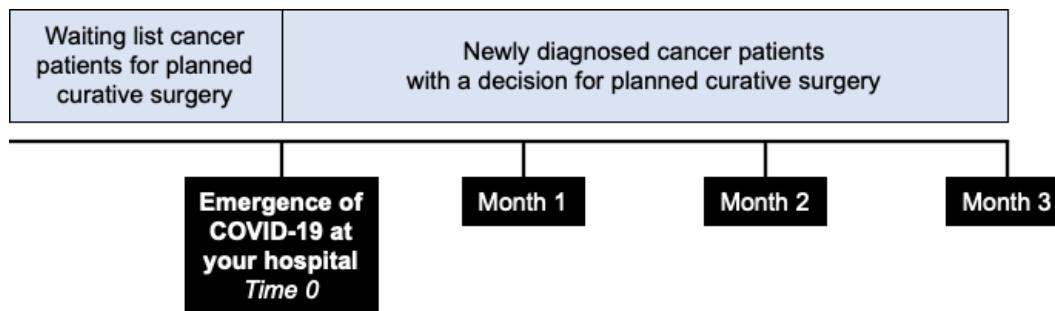 Waiting list cancer
patients for planned
curative surgery
Newly diagnosed cancer patients
with a decision for planned curative surgery
Emergence of
COVID-19 at
your hospital
Time 0
Month 1
Month 2
Month 3